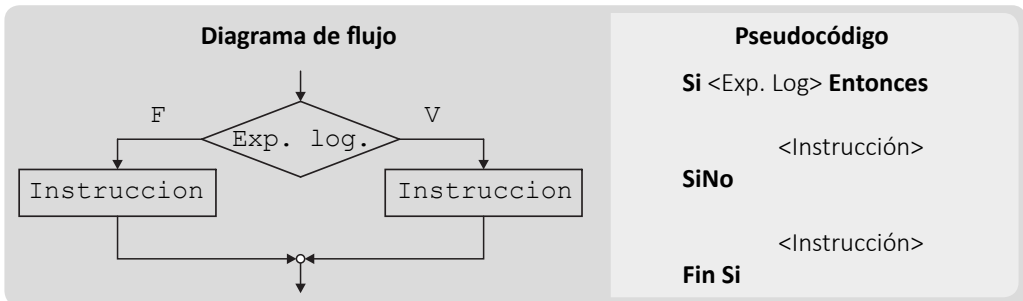 Diagrama de flujo
F
V
Exp. log.
Instruccion
Instruccion
Pseudocódigo
Si <Exp. Log> Entonces
<Instrucción>
SiNo
<Instrucción>
Fin Si